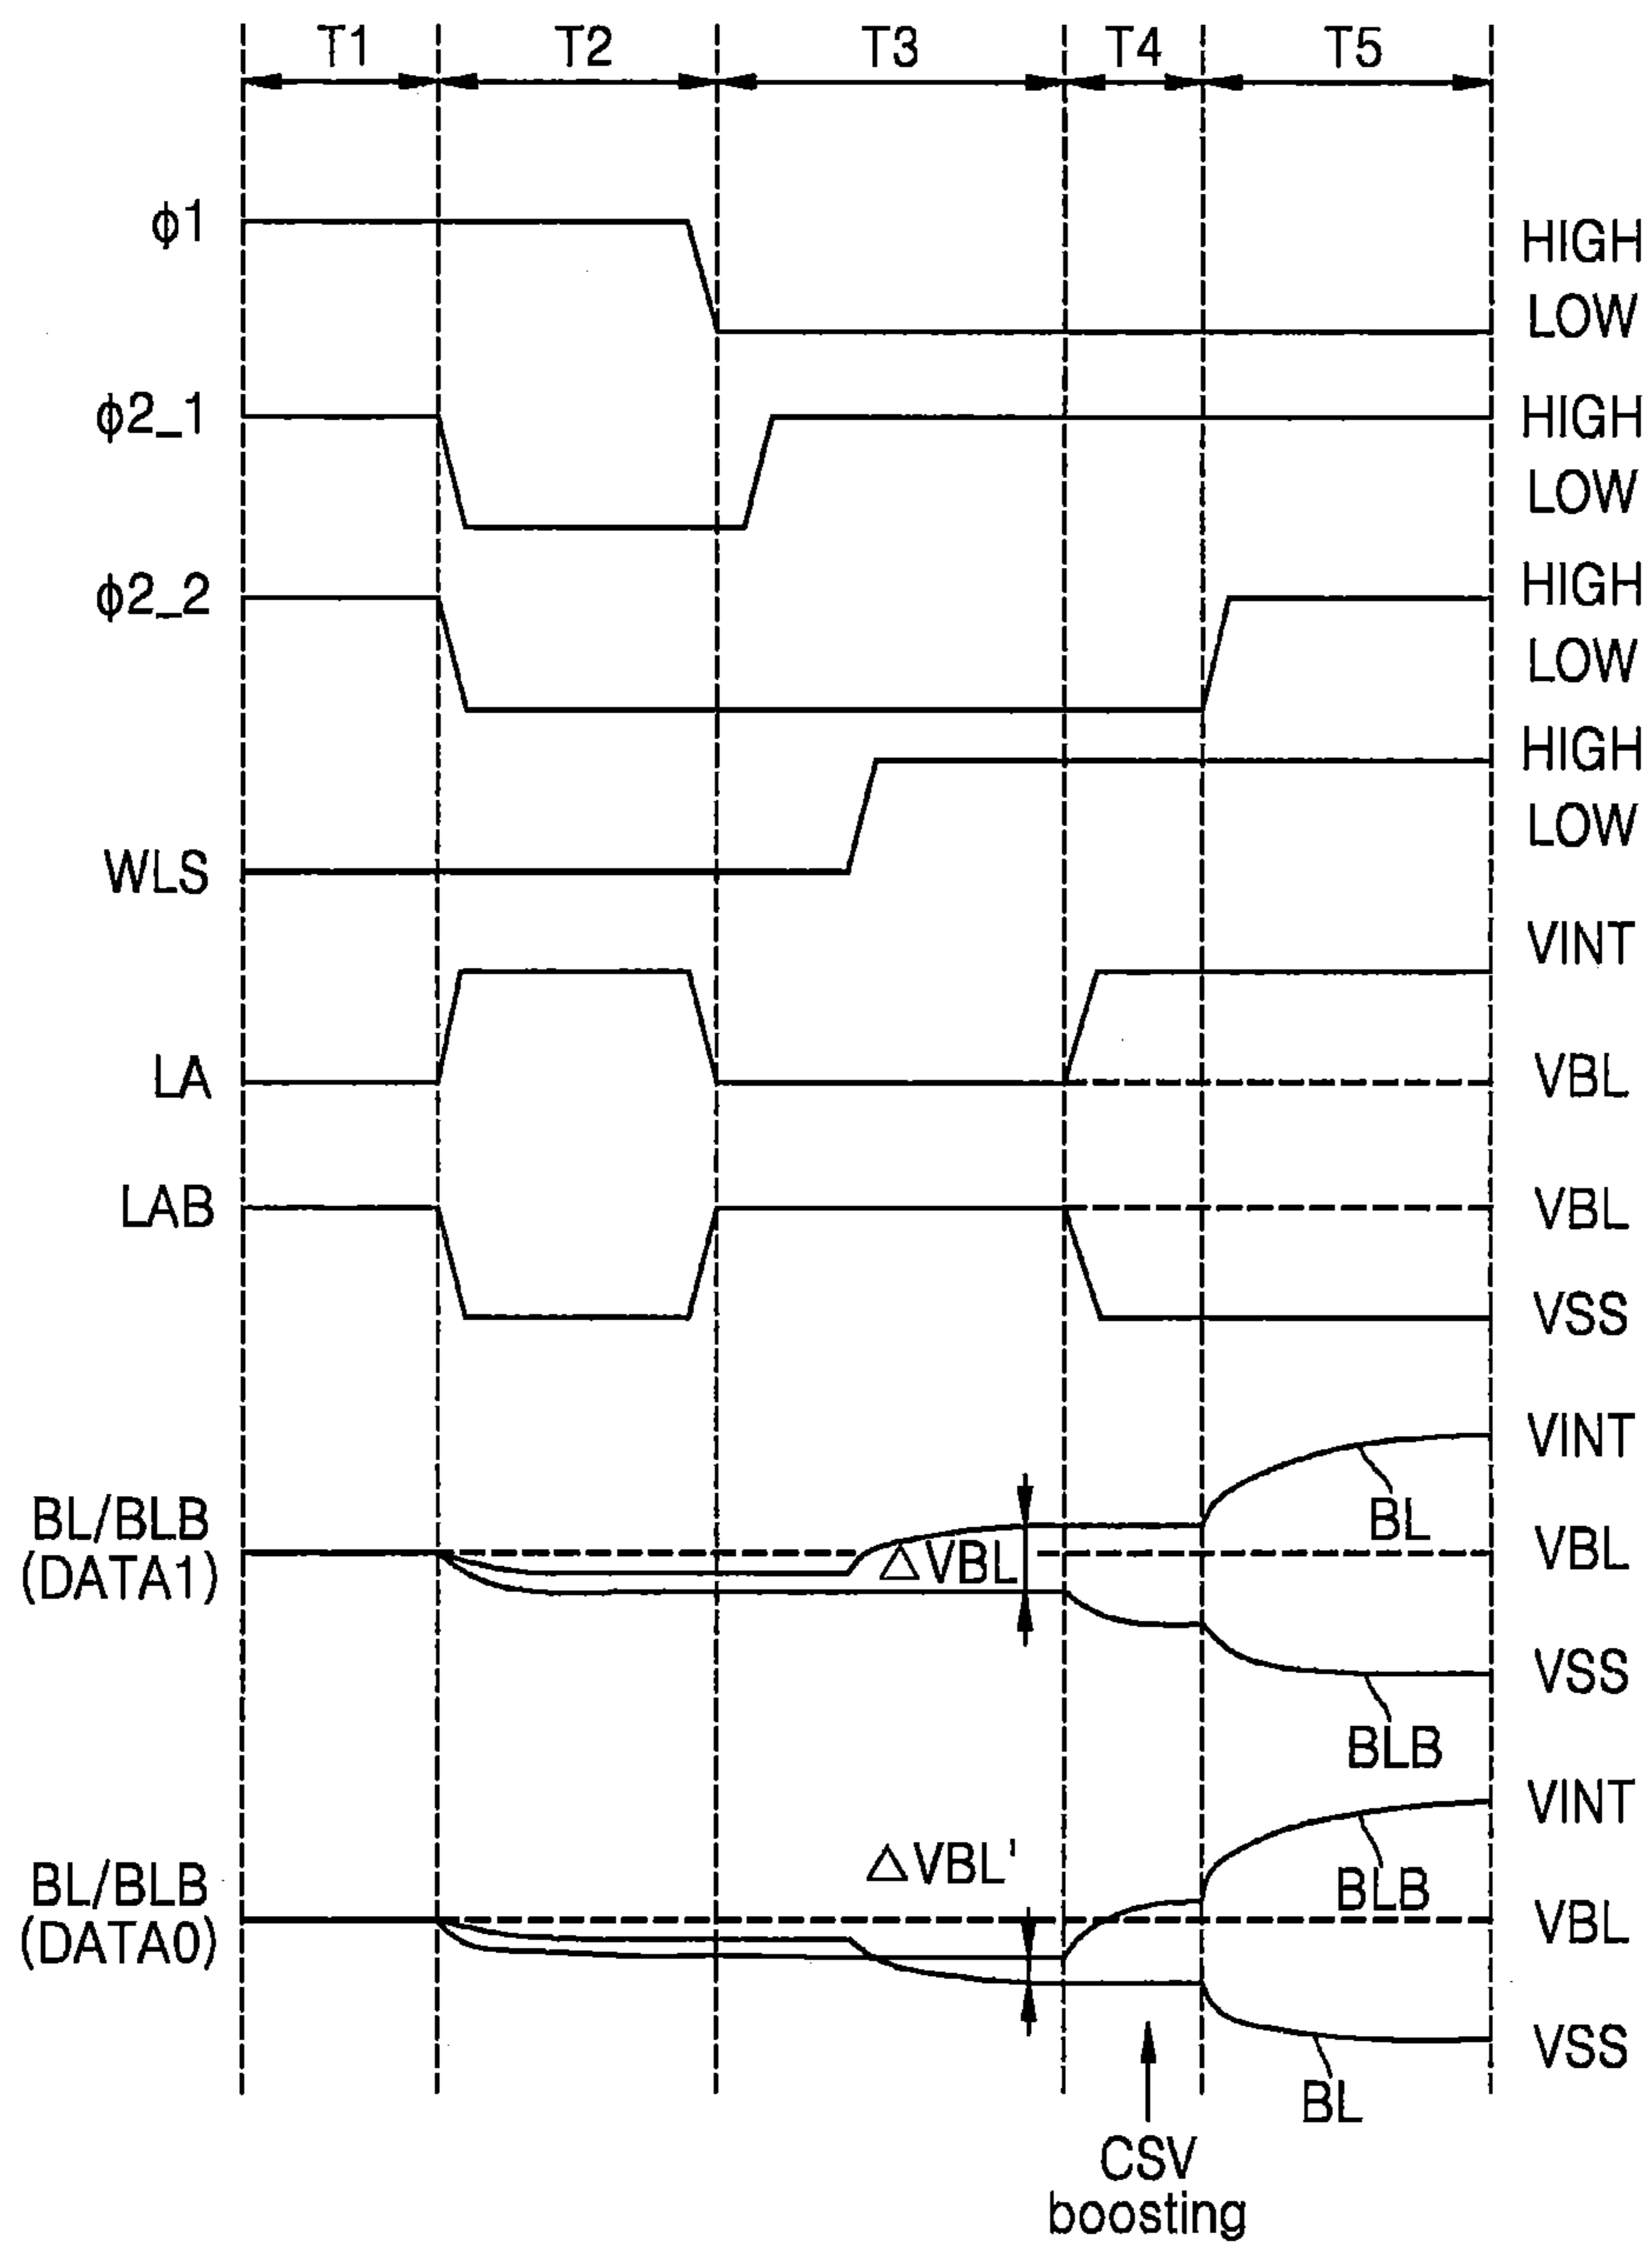 T1 T2 T3 T4 T5
ϕ1
HIGH
LOW
ϕ2_1
HIGH
LOW
ϕ2_2
HIGH
LOW
HIGH
LOW
WLS
VINT
LA
VBL
LAB
VBL
VSS
VINT
BL
BL/BLB
(DATA1)
△VBL
VBL
VSS
BLB
VINT
△VBL'
BLB
BL/BLB
(DATA0)
VBL
VSS
BL
CSV
boosting